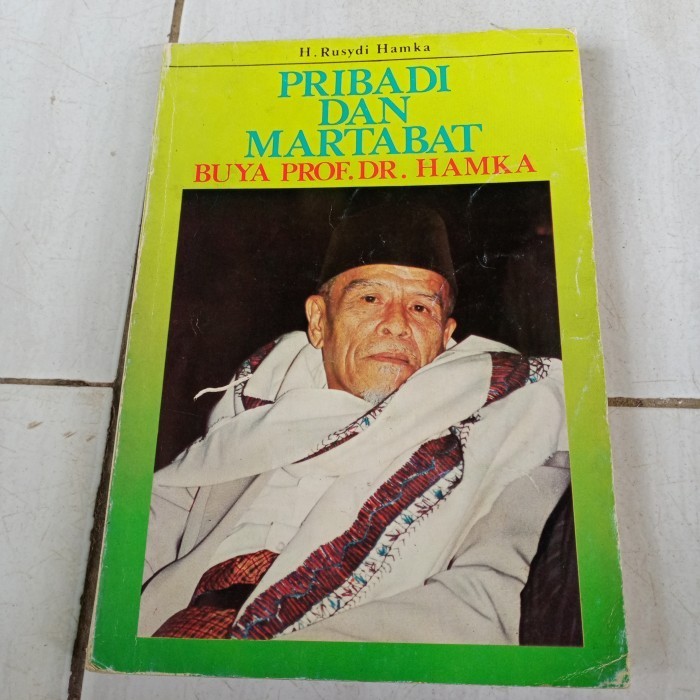 H. Rusydi Hamka
PRIBADI
DAN
MARTABAT
BUYA PROF. DR. HAMKA